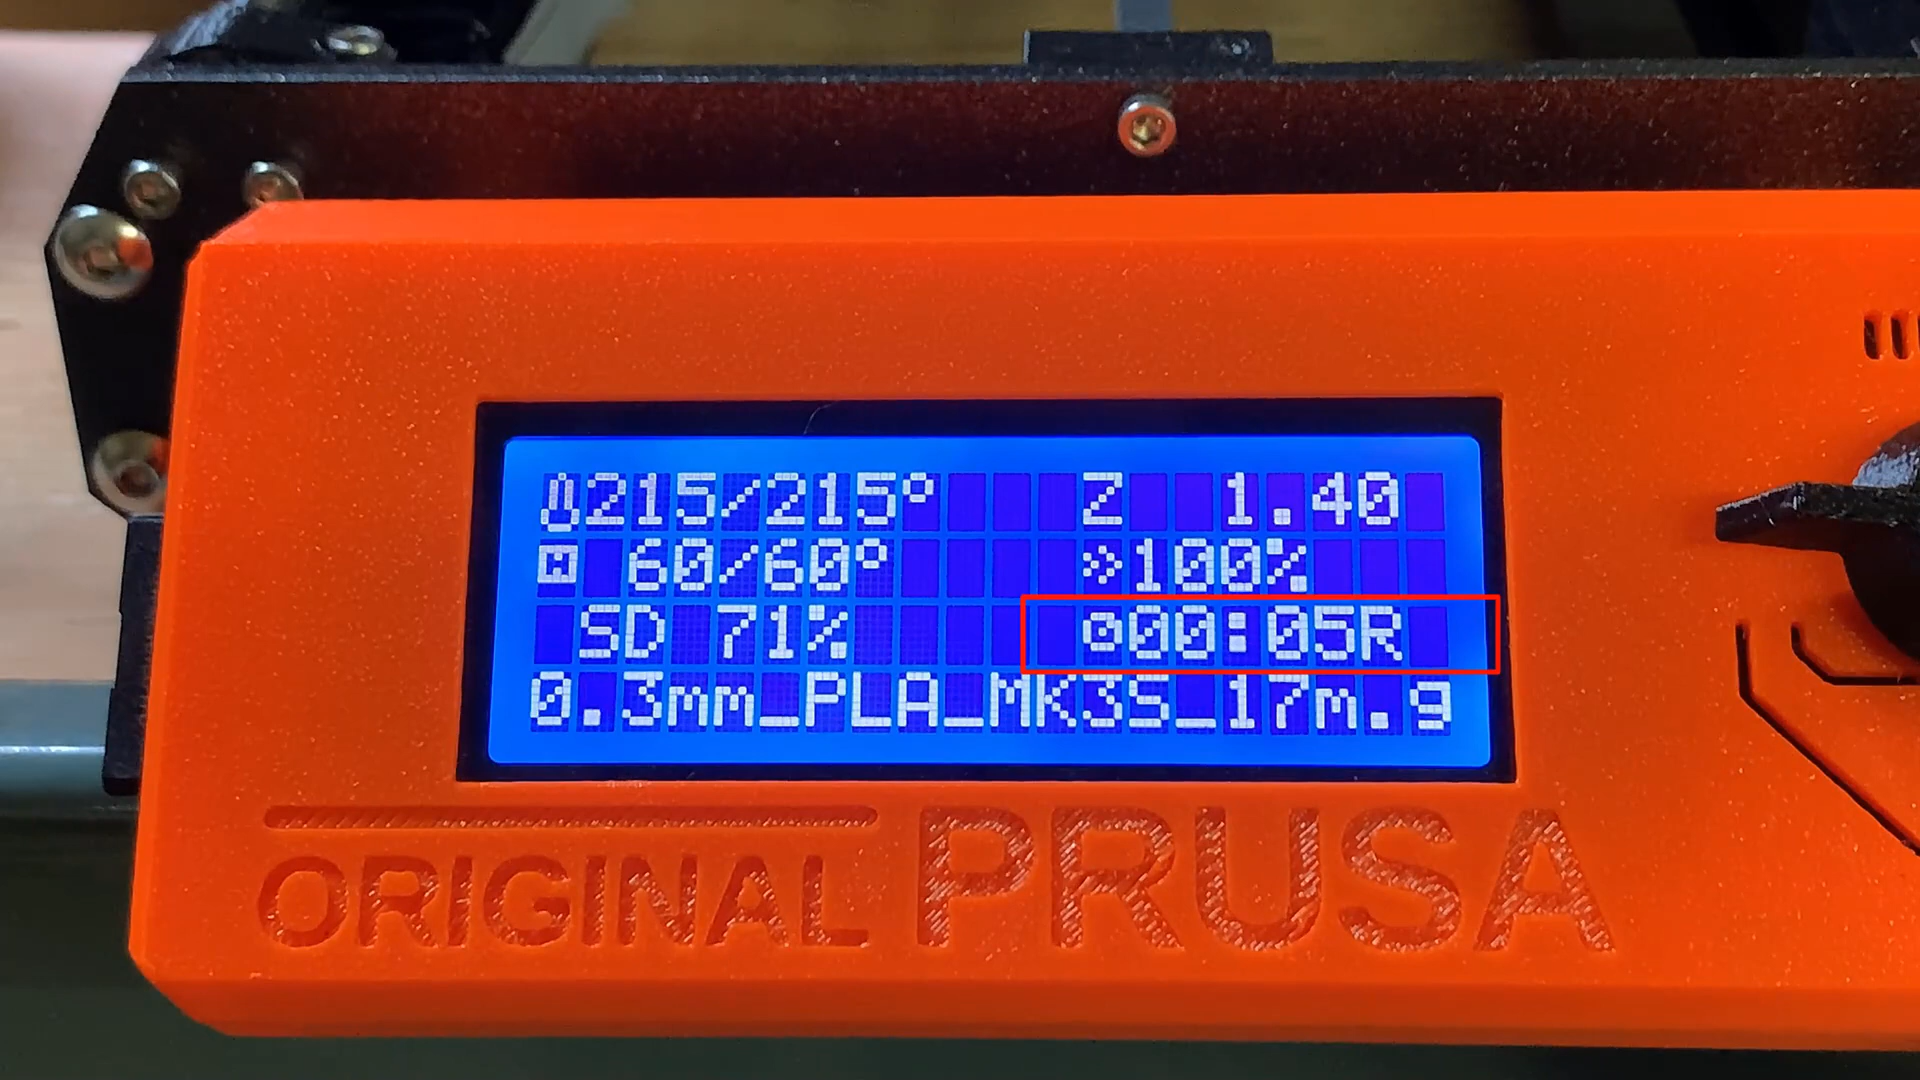 215/215° Z 1.40
60/60° 100%
SD 71% 00:05R
0.3mm_PLA_MK3S_17m.g
ORIGINAL PRUSA